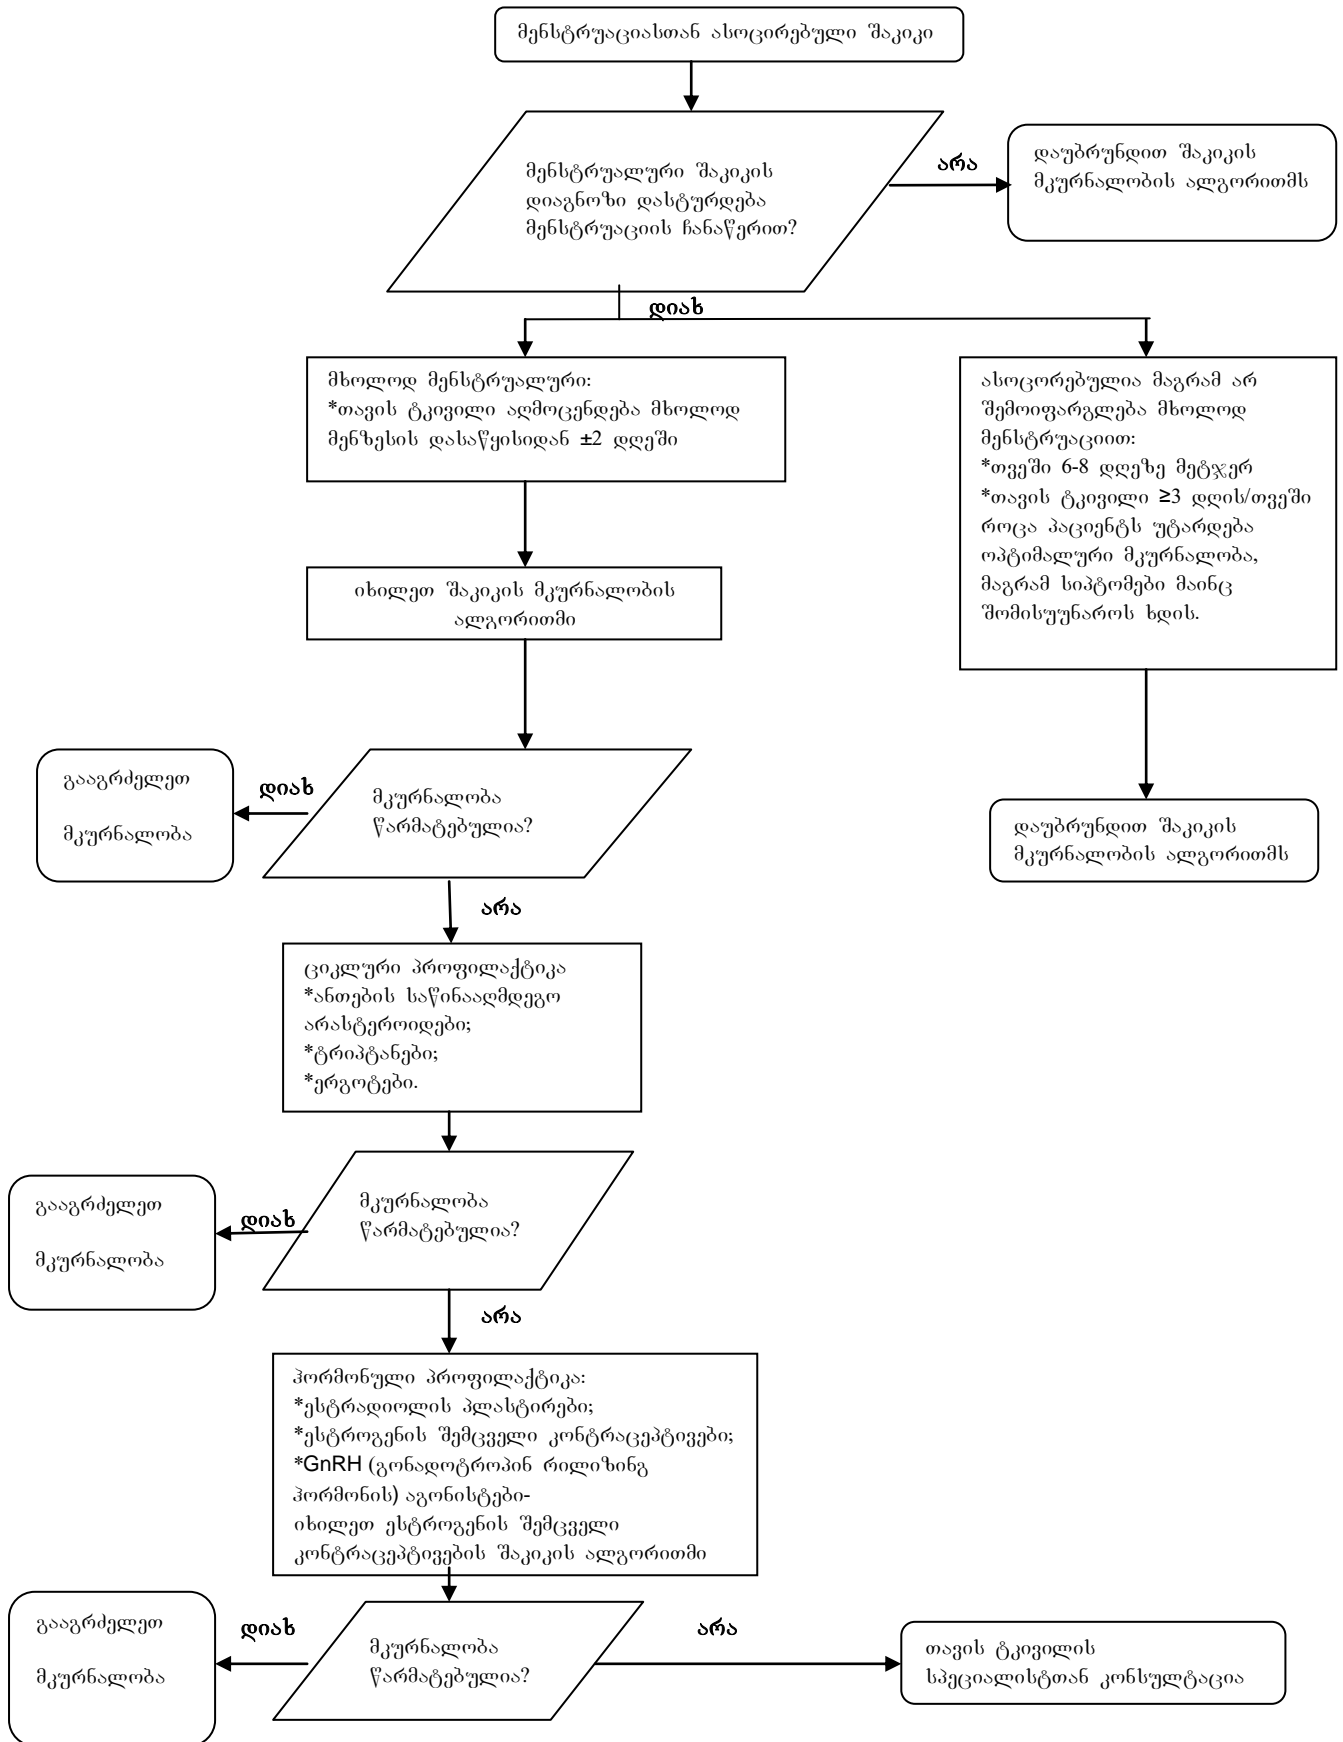 მენსტრუაციასთან ასოცირებული შაკიკი
მენსტრუალური შაკიკის
დიაგნოზი დასტურდება
მენსტრუაციის ჩანაწერით?
არა
დაუბრუნდით შაკიკის
მკურნალობის ალგორითმს
დიახ
მხოლოდ მენსტრუალური:
*თავის ტკივილი აღმოცენდება მხოლოდ
მენზესის დასაწყისიდან ±2 დღეში
ასოცორებულია მაგრამ არ
შემოიფარგლება მხოლოდ
მენსტრუაციით:
*თვეში 6-8 დღეზე მეტჯერ
*თავის ტკივილი ≥3 დღის/თვეში
როცა პაციენტს უტარდება
ოპტიმალური მკურნალობა,
მაგრამ სიპტომები მაინც
შომისუუნაროს ხდის.
იხილეთ შაკიკის მკურნალობის
ალგორითმი
გააგრძელეთ
მკურნალობა
დიახ
მკურნალობა
წარმატებულია?
დაუბრუნდით შაკიკის
მკურნალობის ალგორითმს
არა
ციკლური პროფილაქტიკა
*ანთების საწინააღმდეგო
არასტეროიდები;
*ტრიპტანები;
*ერგოტები.
გააგრძელეთ
მკურნალობა
დიახ
მკურნალობა
წარმატებულია?
არა
ჰორმონული პროფილაქტიკა:
*ესტრადიოლის პლასტირები;
*ესტროგენის შემცველი კონტრაცეპტივები;
*GnRH (გონადოტროპინ რილიზინგ
ჰორმონის) აგონისტები-
იხილეთ ესტროგენის შემცველი
კონტრაცეპტივების შაკიკის ალგორითმი
გააგრძელეთ
მკურნალობა
დიახ
მკურნალობა
წარმატებულია?
არა
თავის ტკივილის
სპეციალისტთან კონსულტაცია